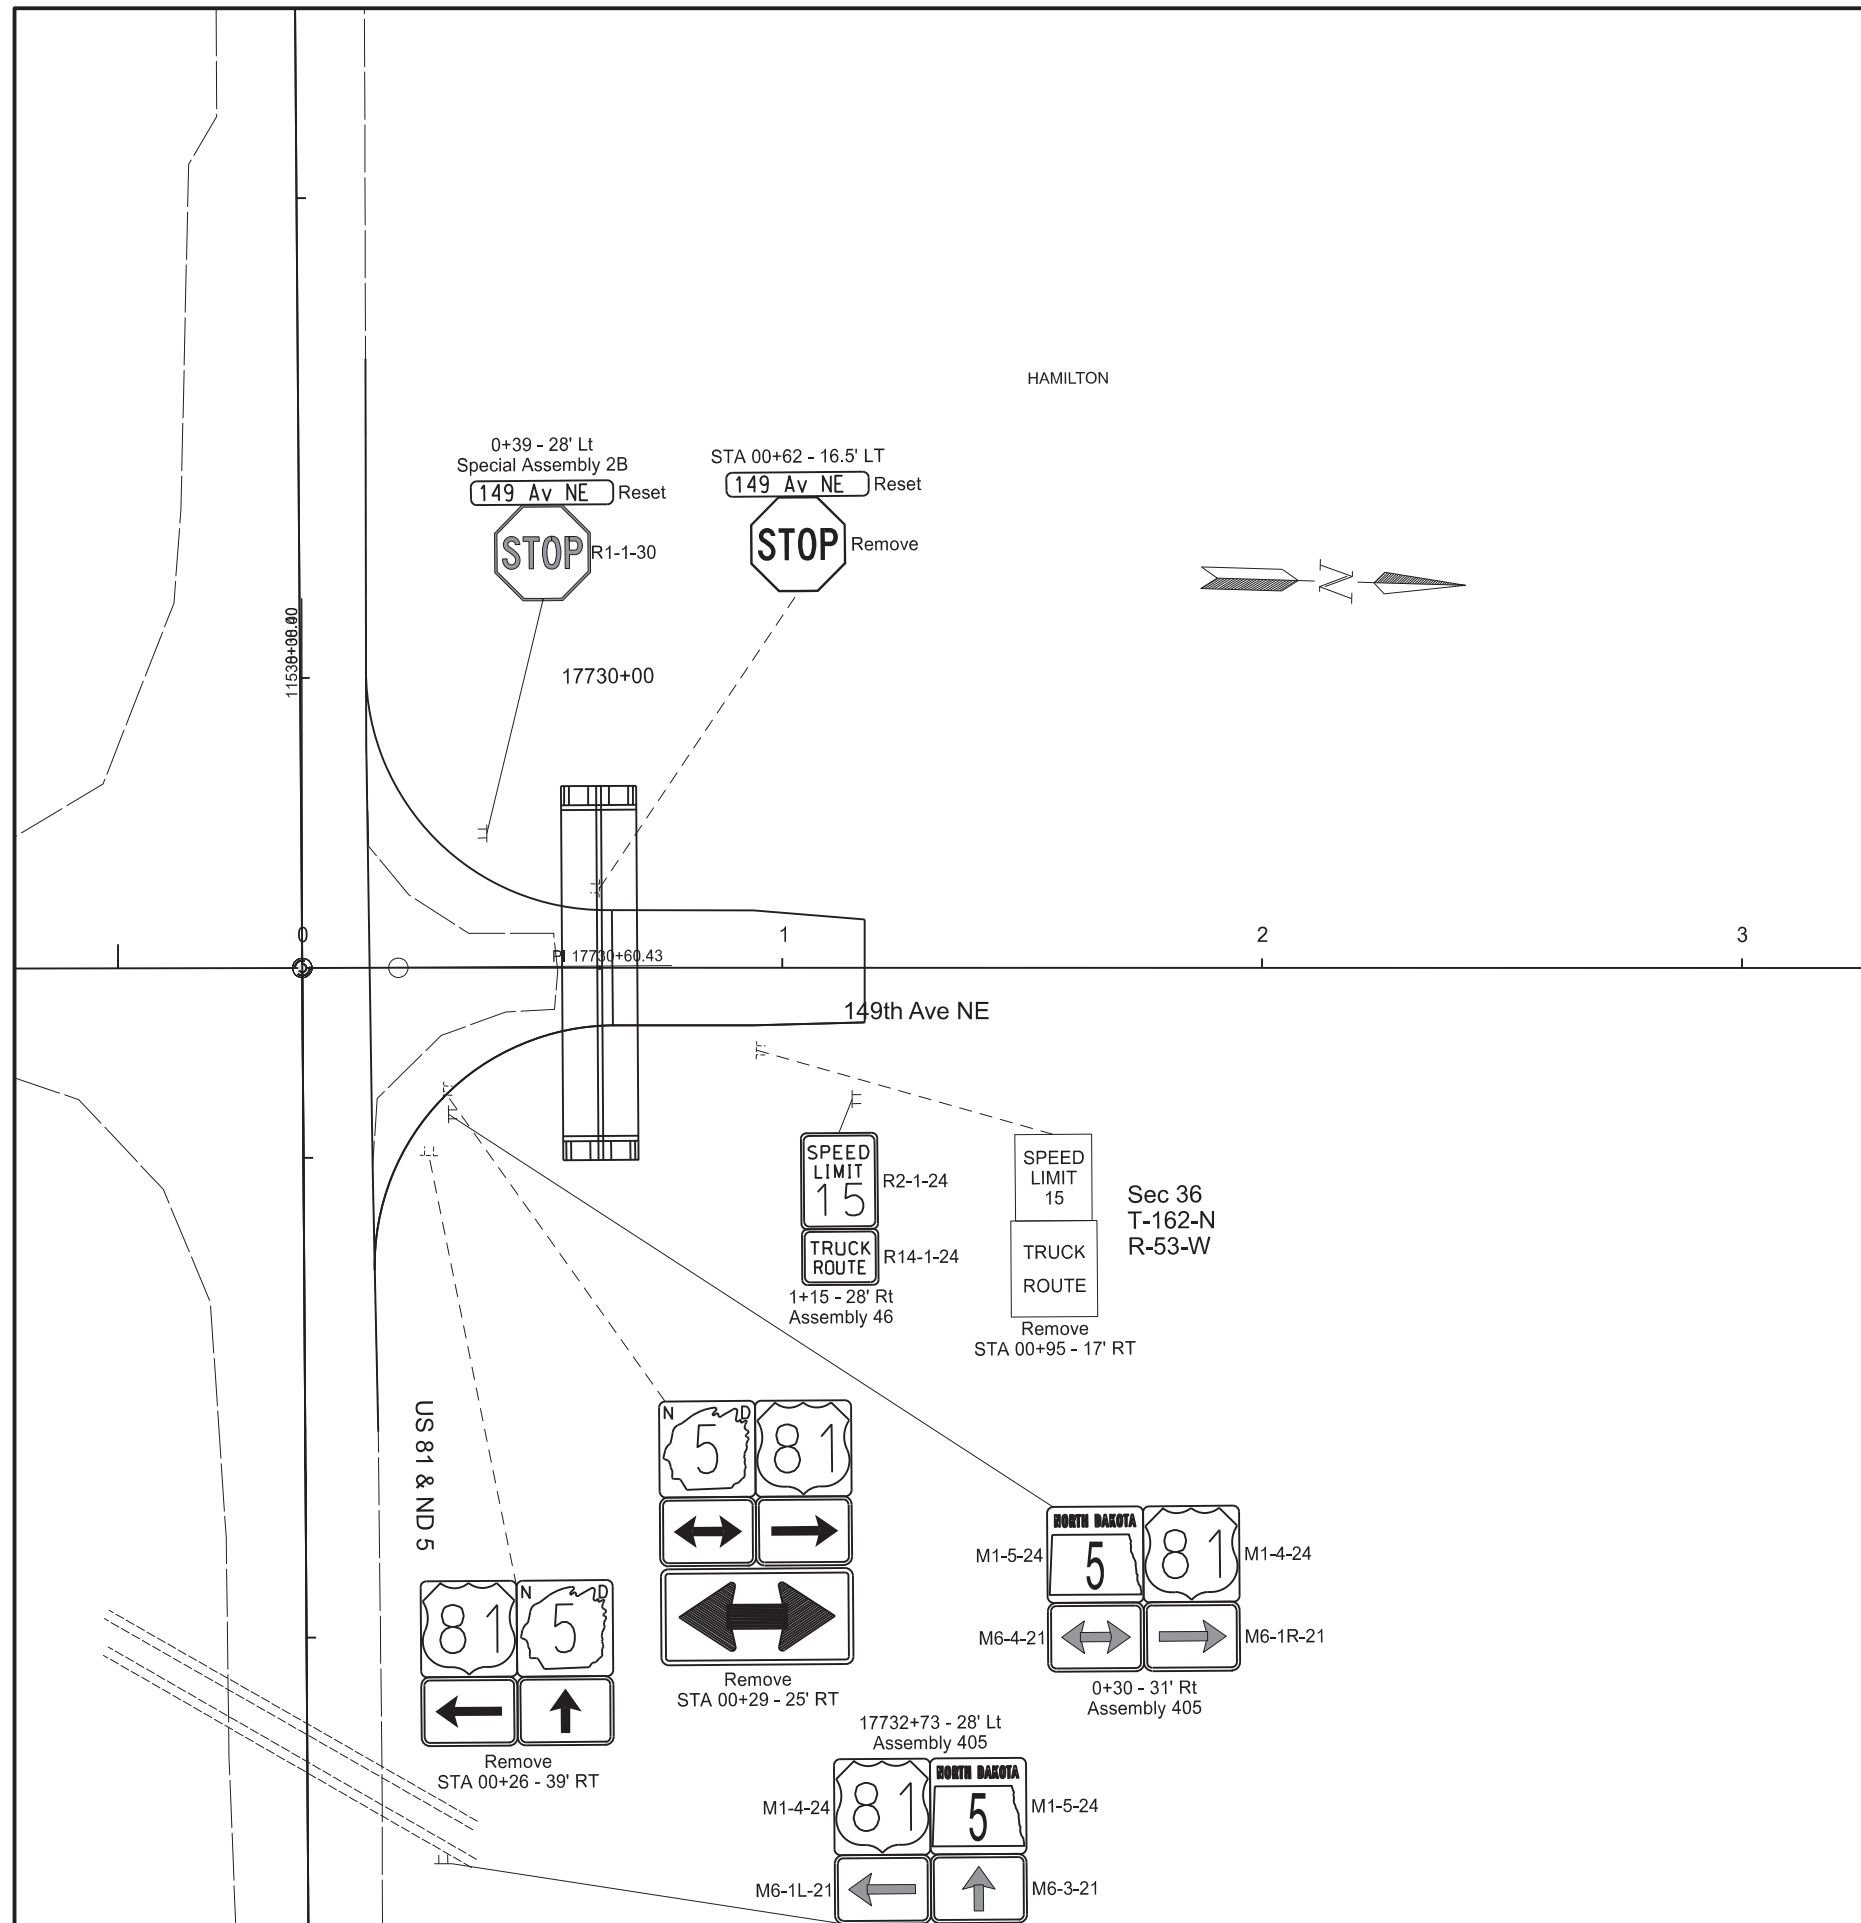 HAMILTON
0+39 - 28' Lt
Special Assembly 2B
149 Av NE Reset
STOP R1-1-30
STA 00+62 - 16.5' LT
149 Av NE Reset
STOP Remove
N
17730+00
0
1
2
3
PI 17730+60.43
149th Ave NE
SPEED
LIMIT
15
R2-1-24
TRUCK
ROUTE
R14-1-24
1+15 - 28' Rt
Assembly 46
SPEED
LIMIT
15
TRUCK
ROUTE
Remove
STA 00+95 - 17' RT
Sec 36
T-162-N
R-53-W
US 81 & ND 5
N D
5 81
Remove
STA 00+29 - 25' RT
M1-5-24 NORTH DAKOTA
5 81 M1-4-24
M6-4-21 M6-1R-21
0+30 - 31' Rt
Assembly 405
N D
81 5
Remove
STA 00+26 - 39' RT
17732+73 - 28' Lt
Assembly 405
M1-4-24 81 NORTH DAKOTA
5 M1-5-24
M6-1L-21 M6-3-21